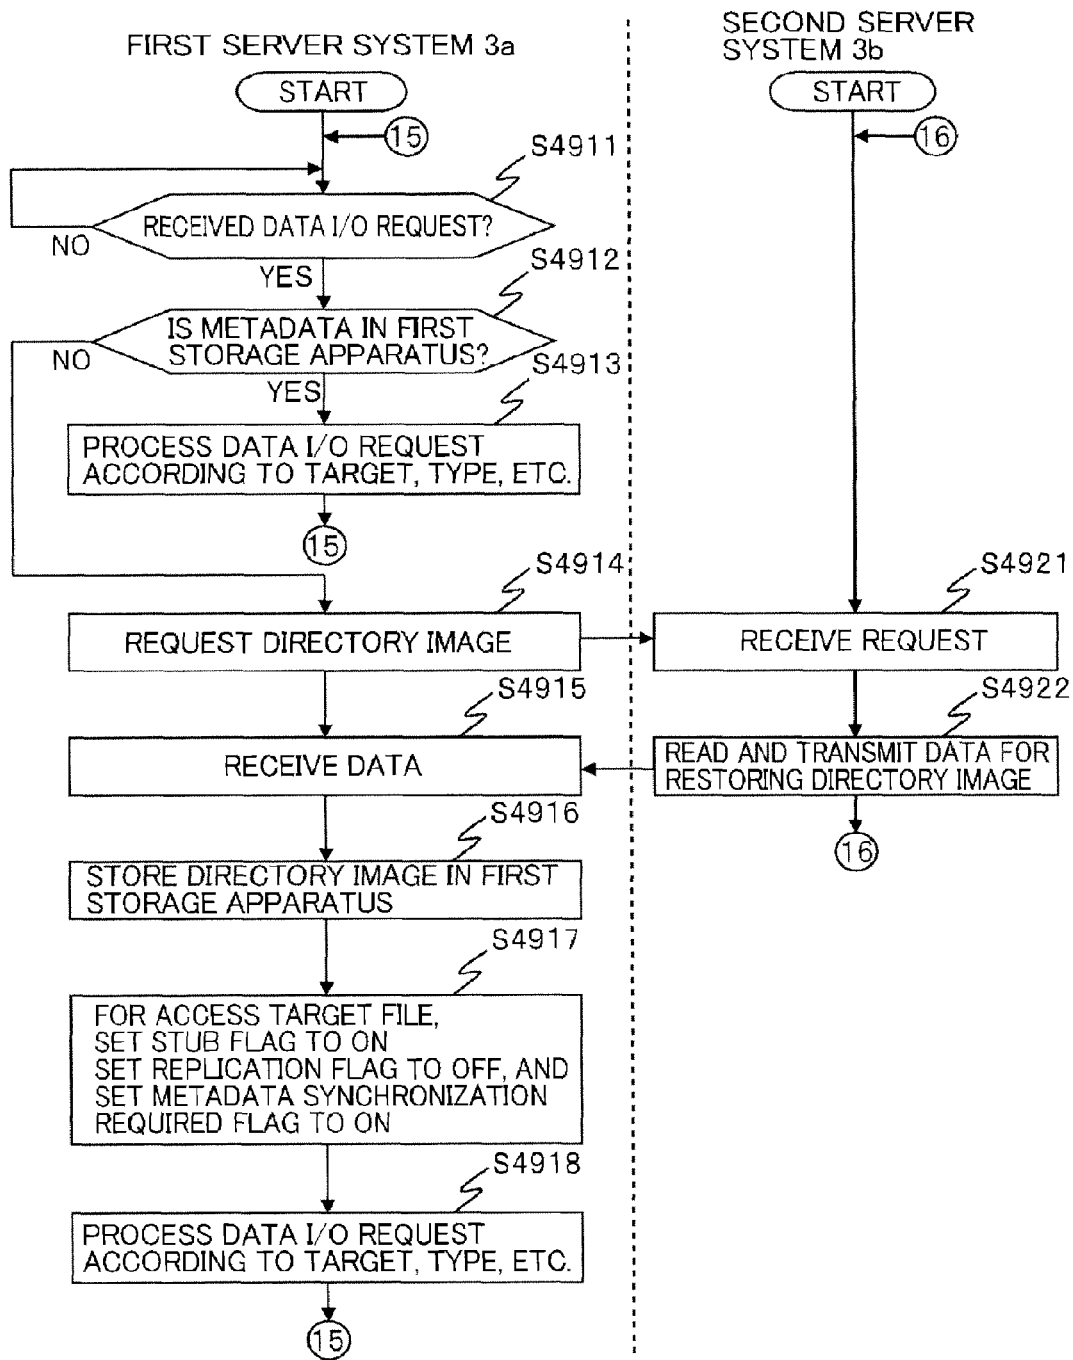 FIRST SERVER SYSTEM 3a
START
15
S4911
RECEIVED DATA I/O REQUEST?
NO
YES
S4912
IS METADATA IN FIRST
STORAGE APPARATUS?
NO
YES
S4913
PROCESS DATA I/O REQUEST
ACCORDING TO TARGET, TYPE, ETC.
15
S4914
REQUEST DIRECTORY IMAGE
S4915
RECEIVE DATA
S4916
STORE DIRECTORY IMAGE IN FIRST
STORAGE APPARATUS
S4917
FOR ACCESS TARGET FILE,
SET STUB FLAG TO ON
SET REPLICATION FLAG TO OFF, AND
SET METADATA SYNCHRONIZATION
REQUIRED FLAG TO ON
S4918
PROCESS DATA I/O REQUEST
ACCORDING TO TARGET, TYPE, ETC.
15
SECOND SERVER
SYSTEM 3b
START
16
S4921
RECEIVE REQUEST
S4922
READ AND TRANSMIT DATA FOR
RESTORING DIRECTORY IMAGE
16